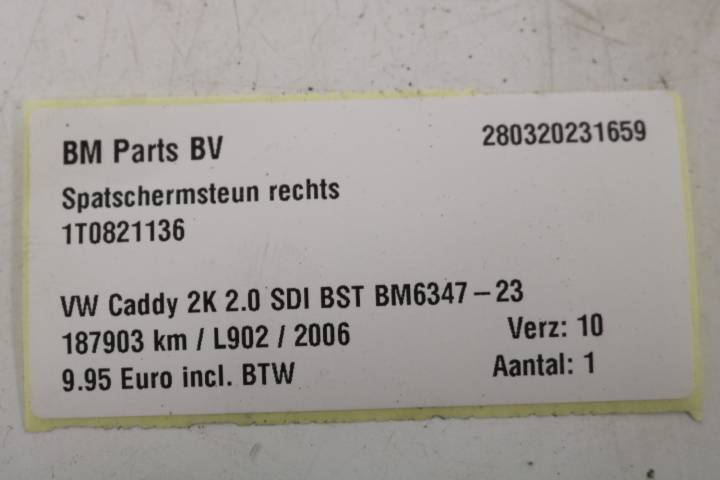 BM Parts BV
280320231659
Spatschermsteun rechts
1T0821136
VW Caddy 2K 2.0 SDI BST BM6347-23
187903 km / L902 / 2006
Verz: 10
9.95 Euro incl. BTW
Aantal: 1